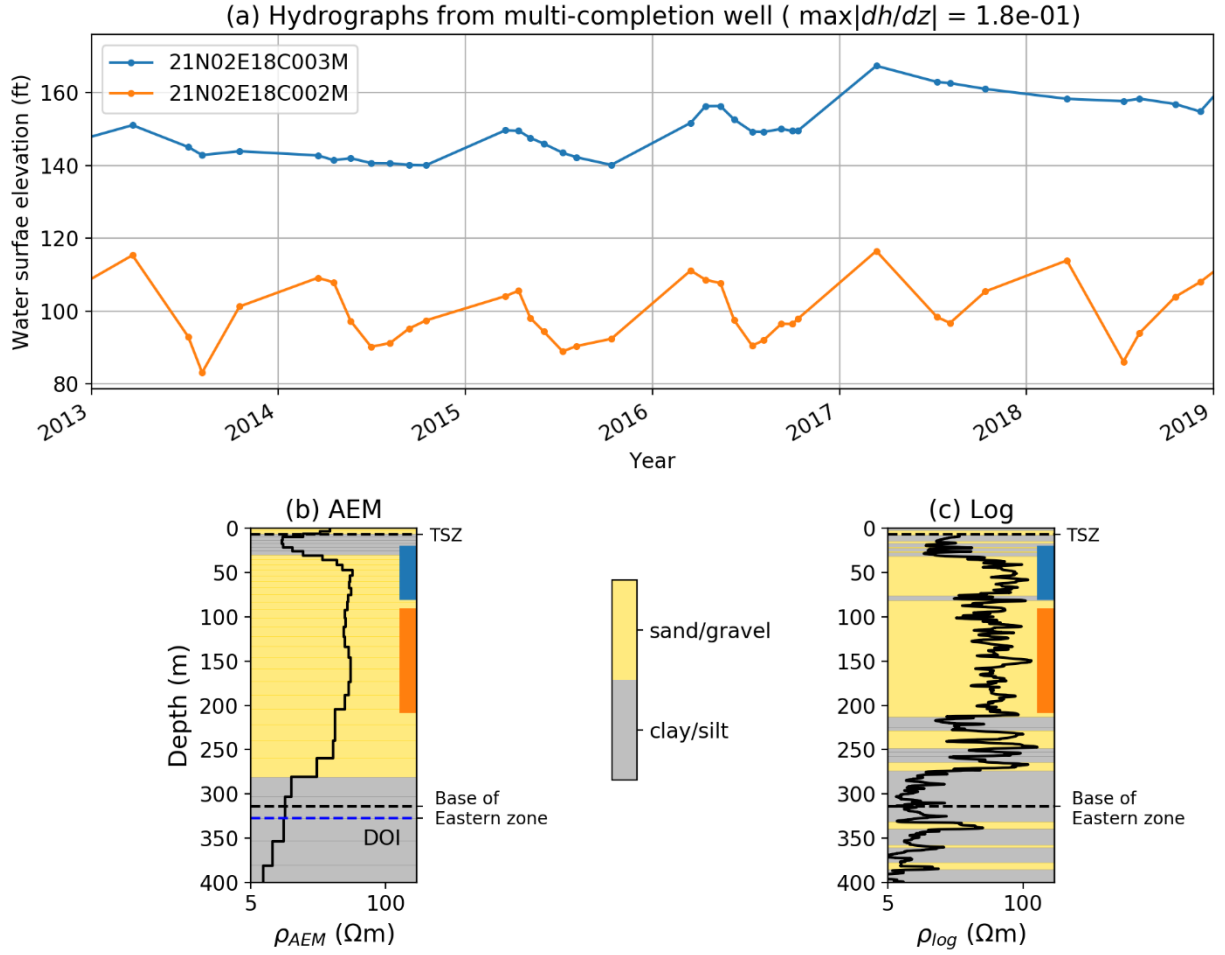 (a) Hydrographs from multi-completion well ( max|dh/dz| = 1.8e-01)
Water surfae elevation (ft)
160
140
120
100
80
21N02E18C003M
21N02E18C002M
2013
2014
2015
2016
2017
2018
2019
Year
(b) AEM
Depth (m)
0
50
100
150
200
250
300
350
400
TSZ
Base of
Eastern zone
DOI
5
100
ρAEM (Ωm)
sand/gravel
clay/silt
(c) Log
0
50
100
150
200
250
300
350
400
TSZ
Base of
Eastern zone
5
100
ρlog (Ωm)